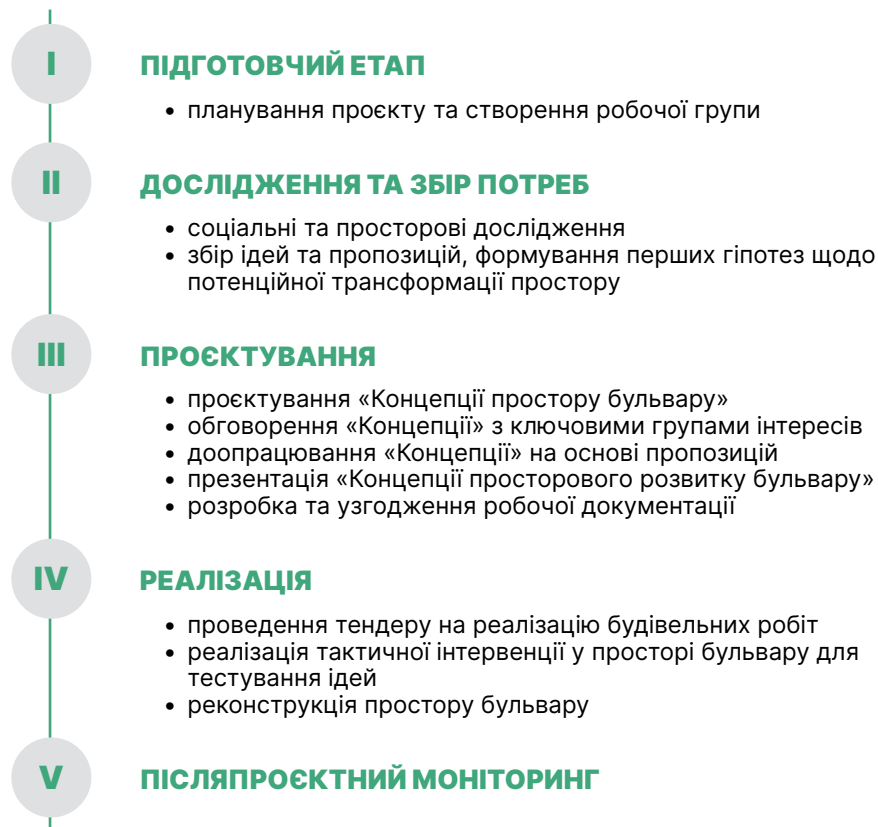 I
ПІДГОТОВЧИЙ ЕТАП
• планування проєкту та створення робочої групи
II
ДОСЛІДЖЕННЯ ТА ЗБІР ПОТРЕБ
• соціальні та просторові дослідження
• збір ідей та пропозицій, формування перших гіпотез щодо
потенційної трансформації простору
III
ПРОЄКТУВАННЯ
• проєктування «Концепції простору бульвару»
• обговорення «Концепції» з ключовими групами інтересів
• доопрацювання «Концепції» на основі пропозицій
• презентація «Концепції просторового розвитку бульвару»
• розробка та узгодження робочої документації
IV
РЕАЛІЗАЦІЯ
• проведення тендеру на реалізацію будівельних робіт
• реалізація тактичної інтервенції у просторі бульвару для
тестування ідей
• реконструкція простору бульвару
V
ПІСЛЯПРОЄКТНИЙ МОНІТОРИНГ